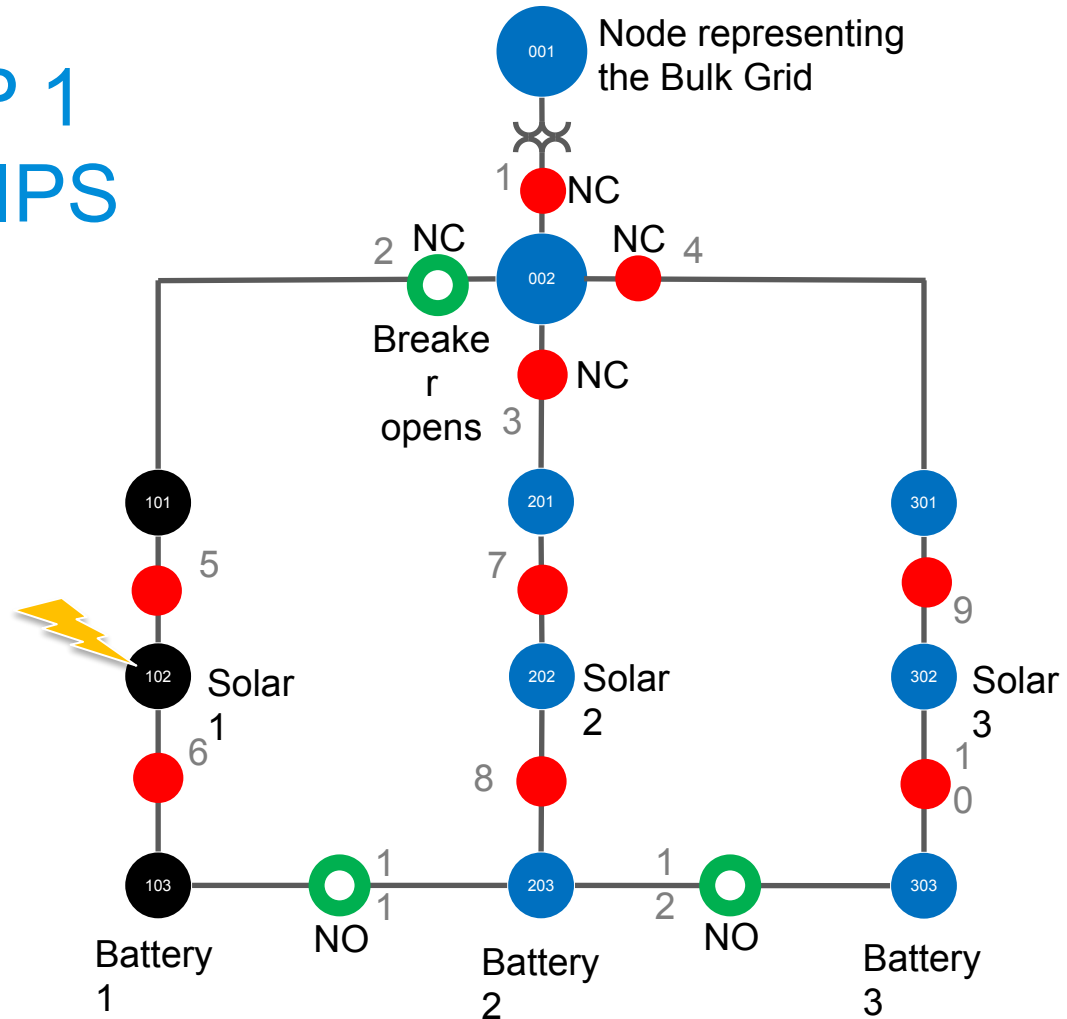 P 1
IPS
001
Node representing
the Bulk Grid
1
NC
2
NC
NC
4
002
Breake
r
opens
NC
3
101
201
301
5
7
9
102
Solar
1
202
Solar
2
302
Solar
3
6
8
1
0
103
1
1
203
1
2
303
NO
NO
Battery
1
Battery
2
Battery
3